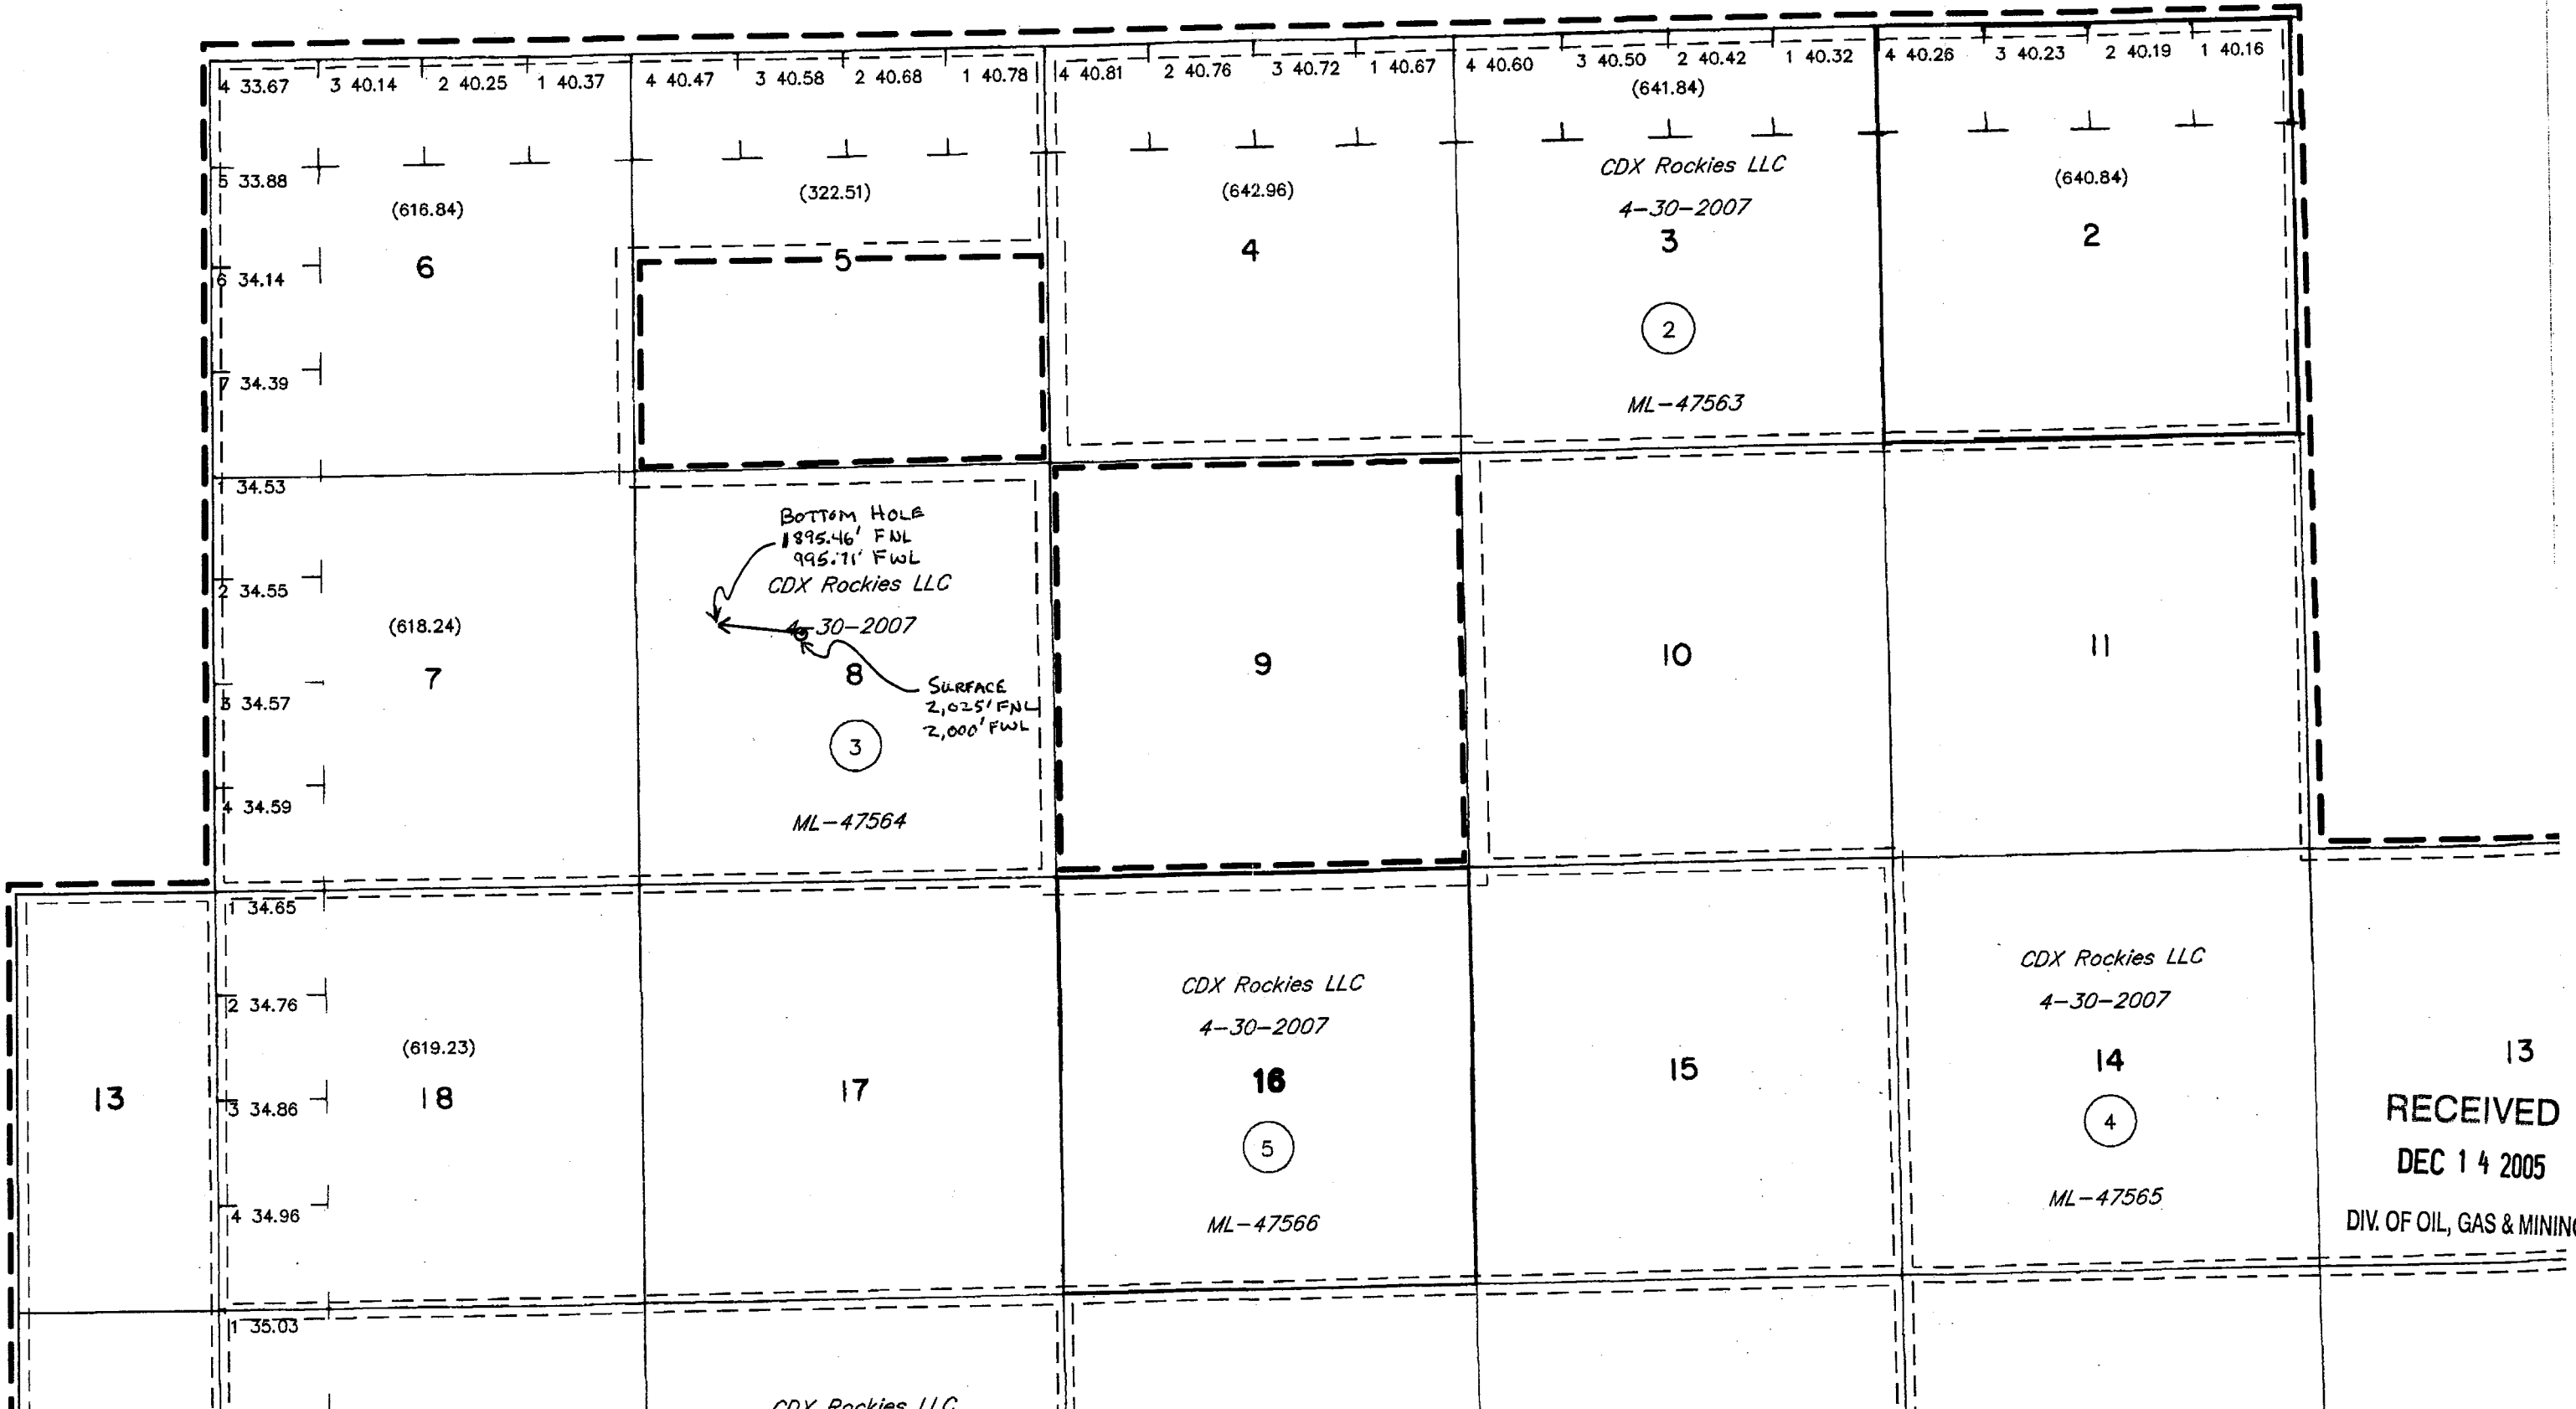 4 33.67 3 40.14 2 40.25 1 40.37 4 40.47 3 40.58 2 40.68 1 40.78 4 40.81 2 40.76 3 40.72 1 40.67 4 40.60 3 40.50 2 40.42 1 40.32 4 40.26 3 40.23 2 40.19 1 40.16
5 33.88
(616.84)
6
6 34.14
7 34.39
(322.51)
5
(642.96)
4
(641.84)
CDX Rockies LLC
4-30-2007
3
2
ML-47563
(640.84)
2
1 34.53
2 34.55
(618.24)
7
3 34.57
4 34.59
BOTTOM HOLE
1895.46' FNL
995.71' FWL
CDX Rockies LLC
4-30-2007
8
SURFACE
2,025' FNL
2,000' FWL
3
ML-47564
9
10
11
13
1 34.65
2 34.76
(619.23)
18
3 34.86
4 34.96
17
CDX Rockies LLC
4-30-2007
16
5
ML-47566
15
CDX Rockies LLC
4-30-2007
14
4
ML-47565
13
RECEIVED
DEC 14 2005
DIV. OF OIL, GAS & MINING
1 35.03
CDX Rockies LLC